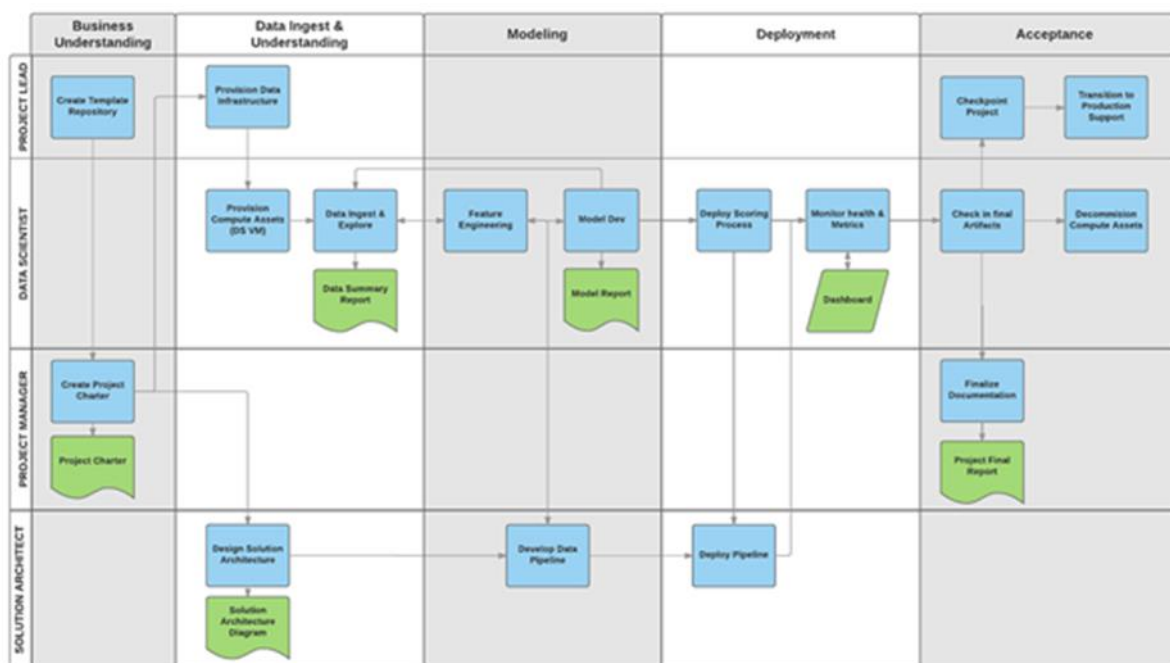 Business
Understanding
Data Ingest &
Understanding
Modeling
Deployment
Acceptance
PROJECT LEAD
Create Template
Repository
Provision Data
Infrastructure
Checkpoint
Project
Transition to
Production
Support
DATA SCIENTIST
Provision
Compute Assets
(DS VM)
Data Ingest &
Explore
Feature
Engineering
Model Dev
Deploy Scoring
Process
Monitor health &
Metrics
Check in final
Artifacts
Decommision
Compute Assets
Data Summary
Report
Model Report
Dashboard
PROJECT MANAGER
Create Project
Charter
Finalize
Documentation
Project Charter
Project Final
Report
SOLUTION ARCHITECT
Design Solution
Architecture
Develop Data
Pipeline
Deploy Pipeline
Solution
Architecture
Diagram